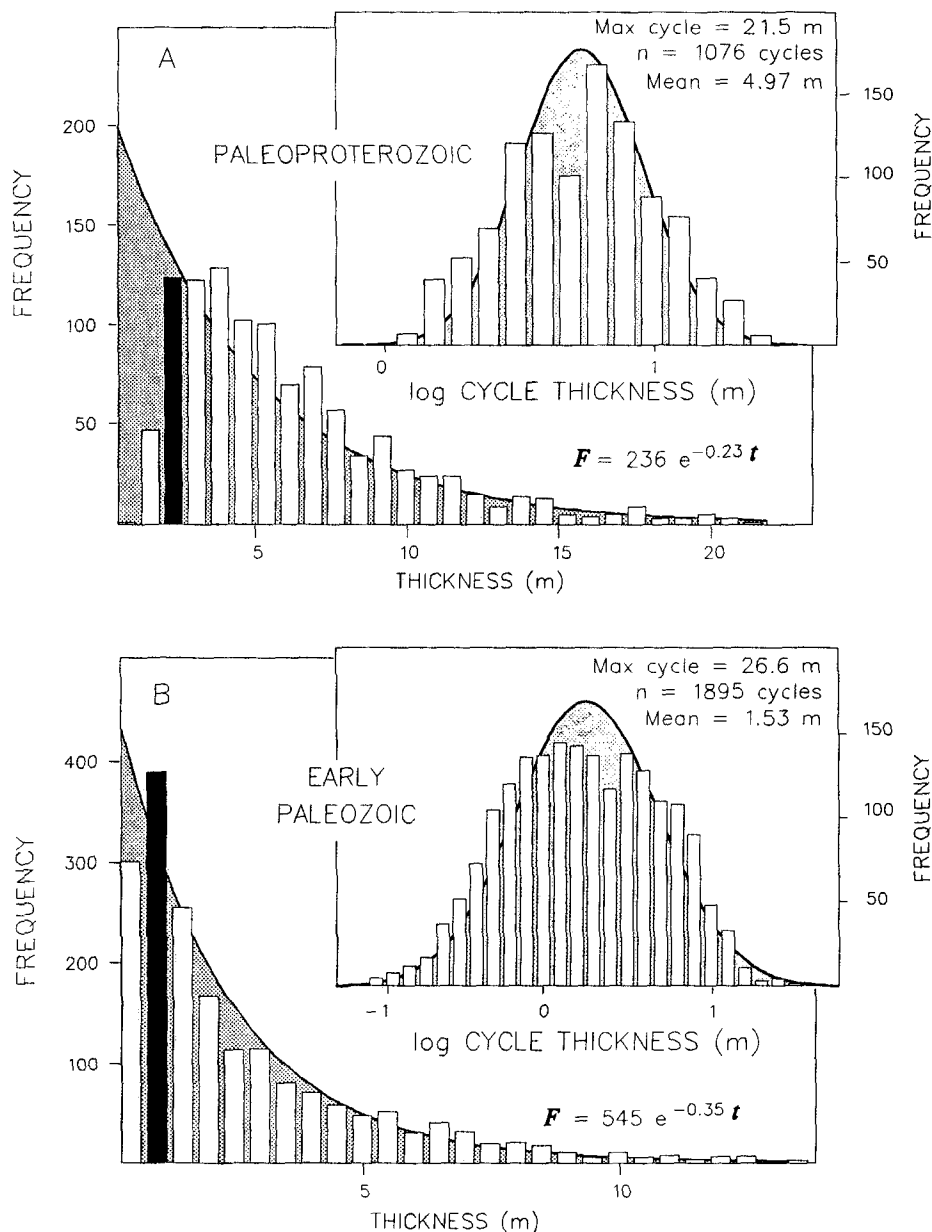 A
Max cycle = 21.5 m
n = 1076 cycles
Mean = 4.97 m
PALEOPROTEROZOIC
FREQUENCY
200
150
100
50
150
100
50
FREQUENCY
0
1
log CYCLE THICKNESS (m)
F = 236 e^-0.23 t
5
10
15
20
THICKNESS (m)
B
Max cycle = 26.6 m
n = 1895 cycles
Mean = 1.53 m
EARLY
PALEOZOIC
FREQUENCY
400
300
200
100
150
100
50
FREQUENCY
-1
0
1
log CYCLE THICKNESS (m)
F = 545 e^-0.35 t
5
10
THICKNESS (m)